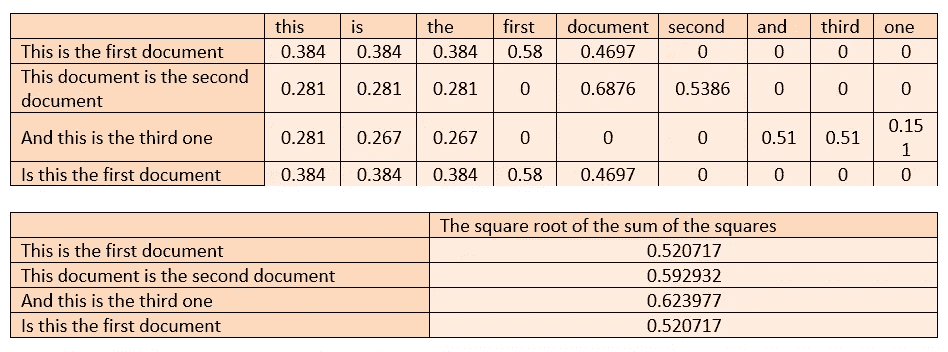 this is the first document second and third one
This is the first document 0.384 0.384 0.384 0.58 0.4697 0 0 0 0
This document is the second
document 0.281 0.281 0.281 0 0.6876 0.5386 0 0 0
And this is the third one 0.281 0.267 0.267 0 0 0 0.51 0.51 0.15
1
Is this the first document 0.384 0.384 0.384 0.58 0.4697 0 0 0 0
The square root of the sum of the squares
This is the first document 0.520717
This document is the second document 0.592932
And this is the third one 0.623977
Is this the first document 0.520717